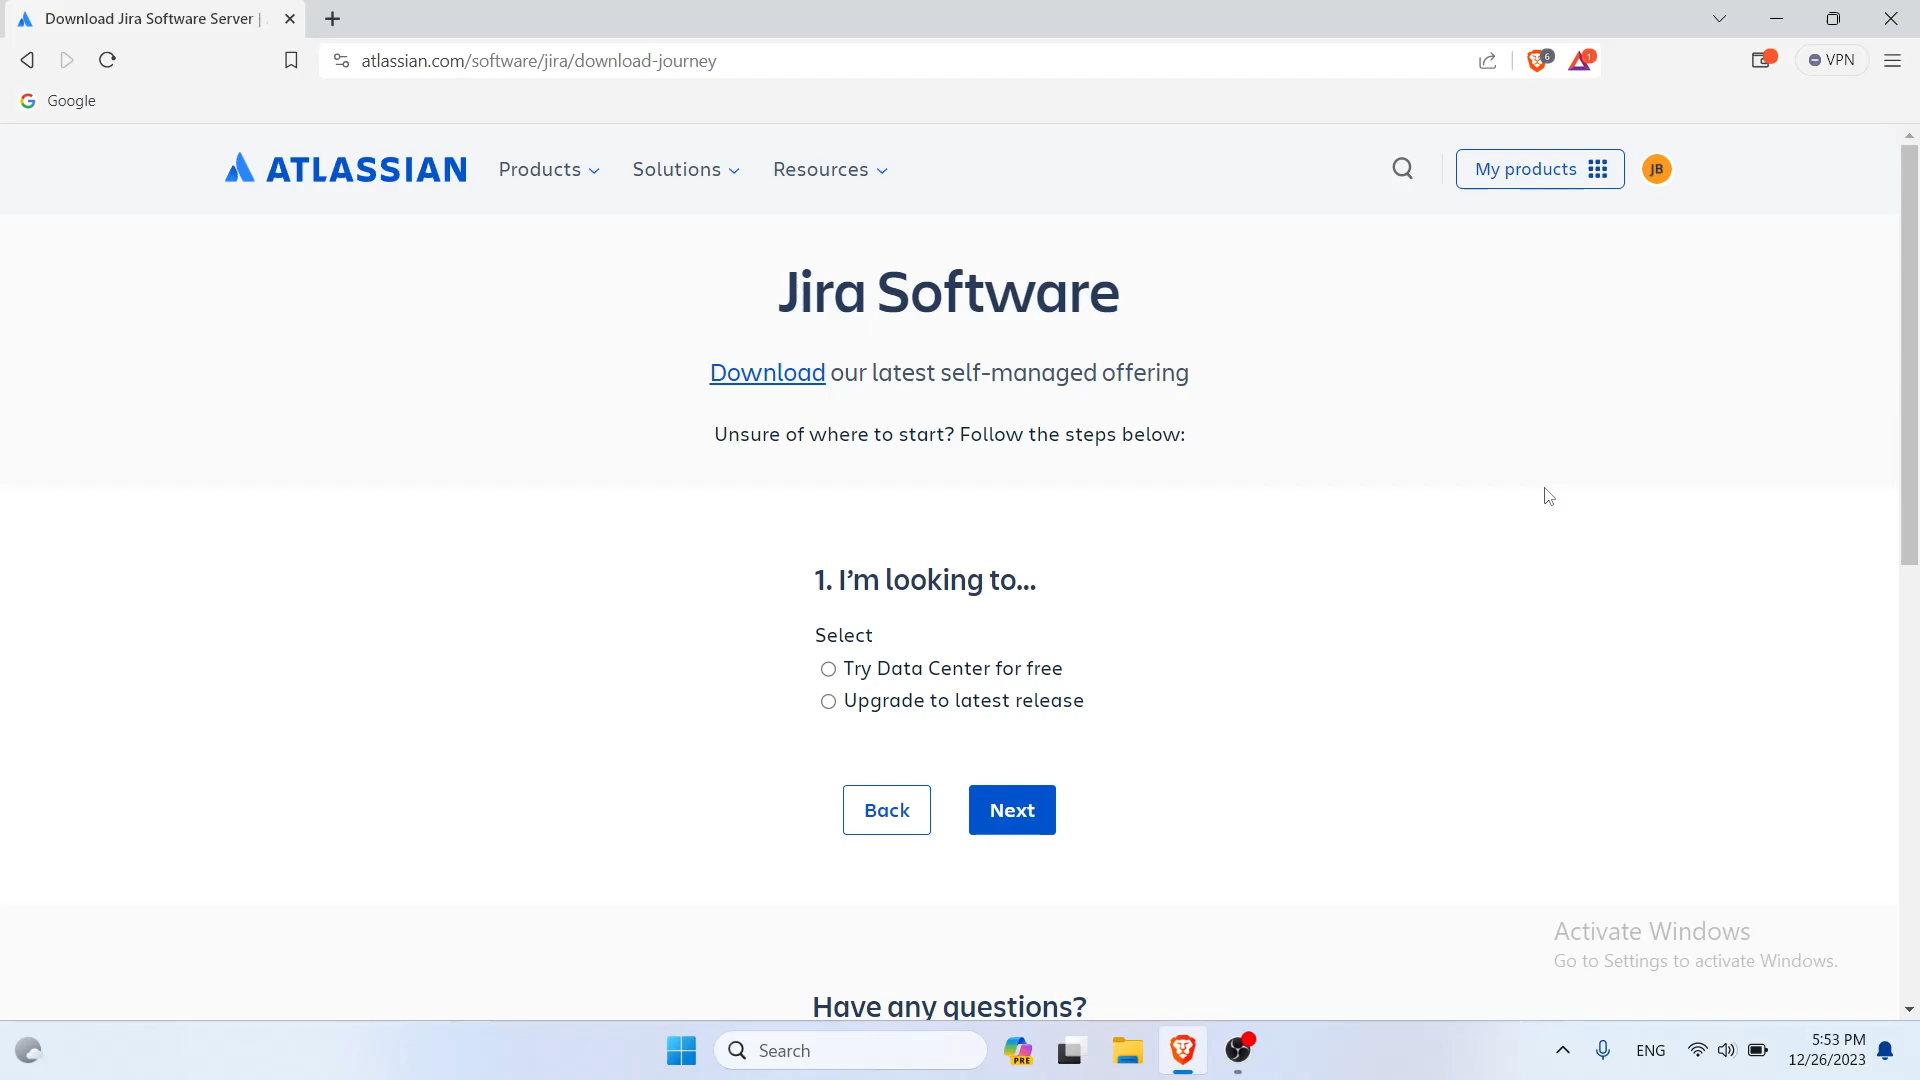 Download Jira Software Server |
atlassian.com/software/jira/download-journey
6
1
VPN
Google
ATLASSIAN
Products
Solutions
Resources
My products
JB
Jira Software
Download our latest self-managed offering
Unsure of where to start? Follow the steps below:
1. I'm looking to...
Select
Try Data Center for free
Upgrade to latest release
Back
Next
Activate Windows
Go to Settings to activate Windows.
Have any questions?
Search
PRE
ENG
5:53 PM
12/26/2023